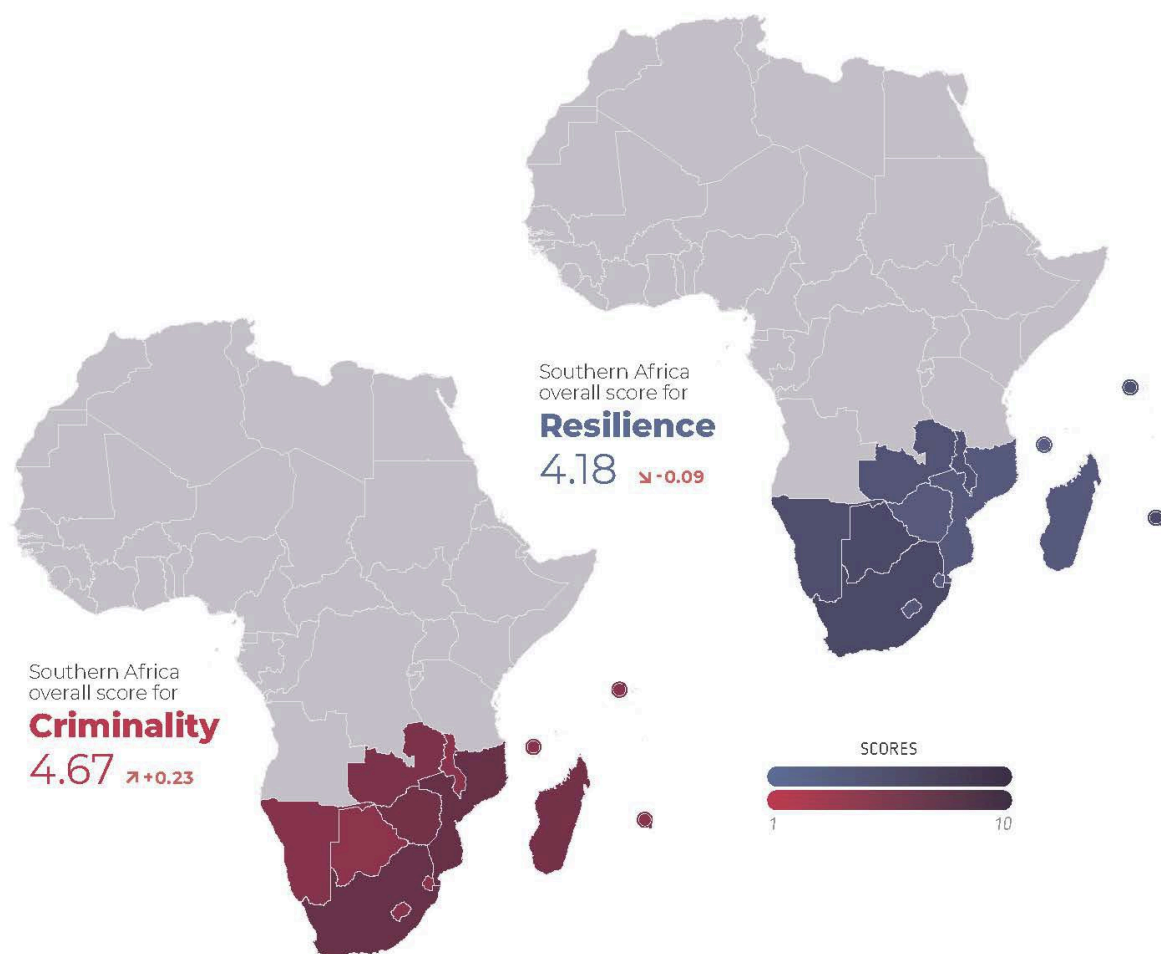 Southern Africa
overall score for
Resilience
4.18 ↘-0.09
Southern Africa
overall score for
Criminality
4.67 ↗+0.23
SCORES
1 10